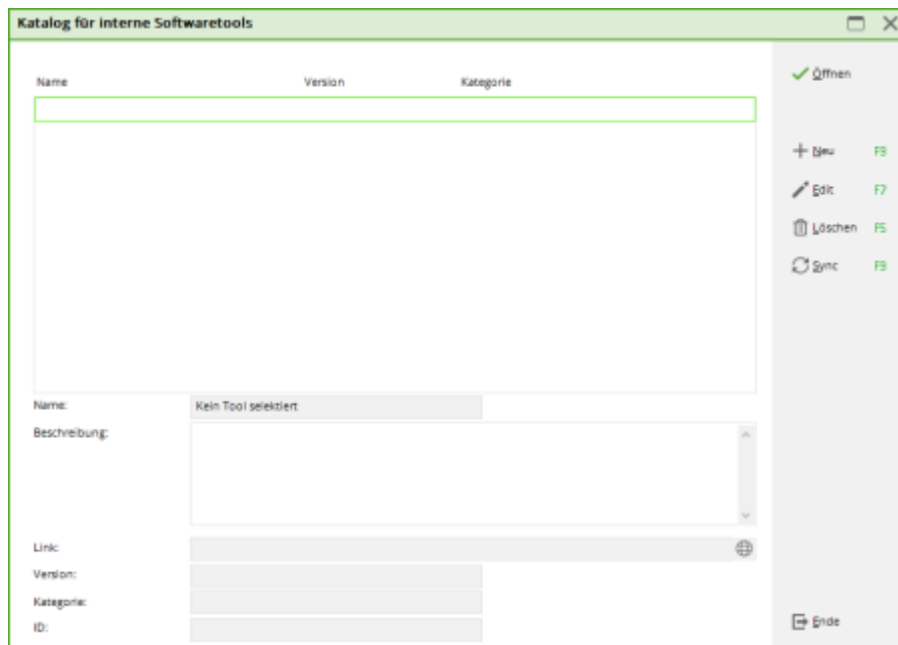 Katalog für interne Softwaretools
Name Version Kategorie
Öffnen
Neu F9
Edit F7
Löschen F5
Sync F9
Name: Kein Tool selektiert
Beschreibung:
Link:
Version:
Kategorie:
ID:
Ende